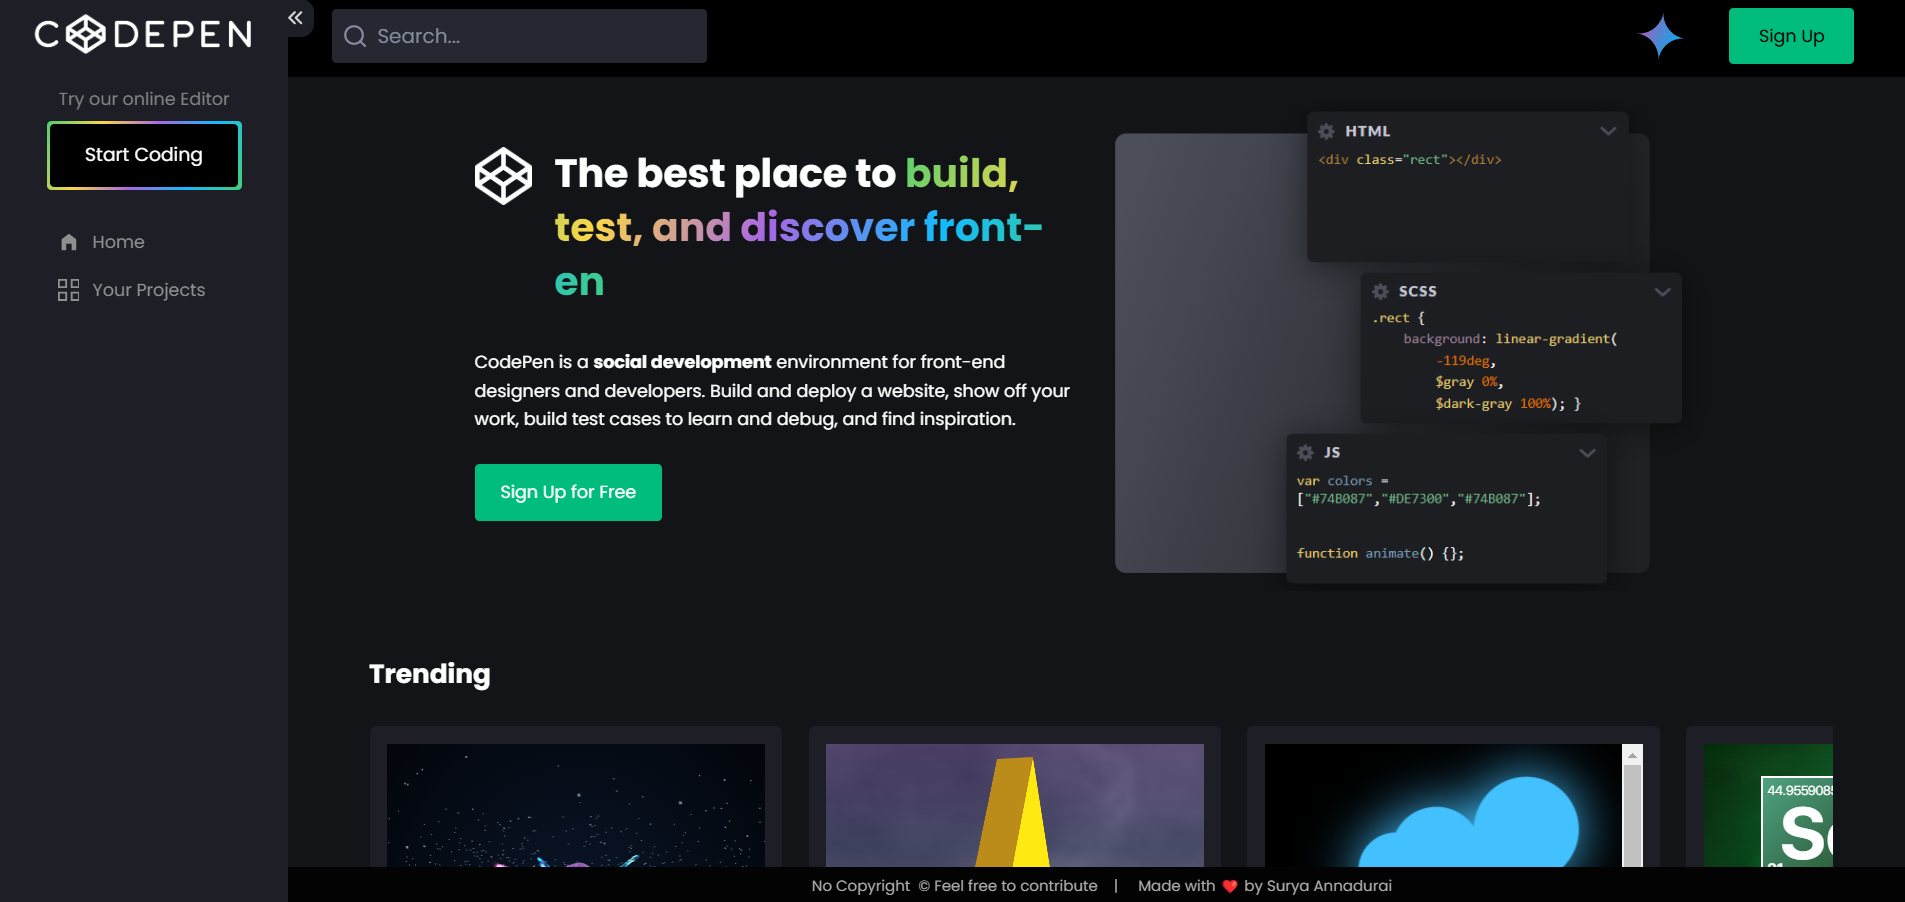 CODEPEN
Search...
Sign Up
Try our online Editor
Start Coding
Home
Your Projects
The best place to build,
test, and discover front-
en
CodePen is a social development environment for front-end
designers and developers. Build and deploy a website, show off your
work, build test cases to learn and debug, and find inspiration.
Sign Up for Free
HTML
<div class="rect"></div>
SCSS
.rect {
background: linear-gradient(
-119deg,
$gray 0%,
$dark-gray 100%); }
JS
var colors =
["#74B087","#DE7300","#74B087"];
function animate() {};
Trending
44.955908
Sc
No Copyright © Feel free to contribute | Made with ❤️ by Surya Annadurai